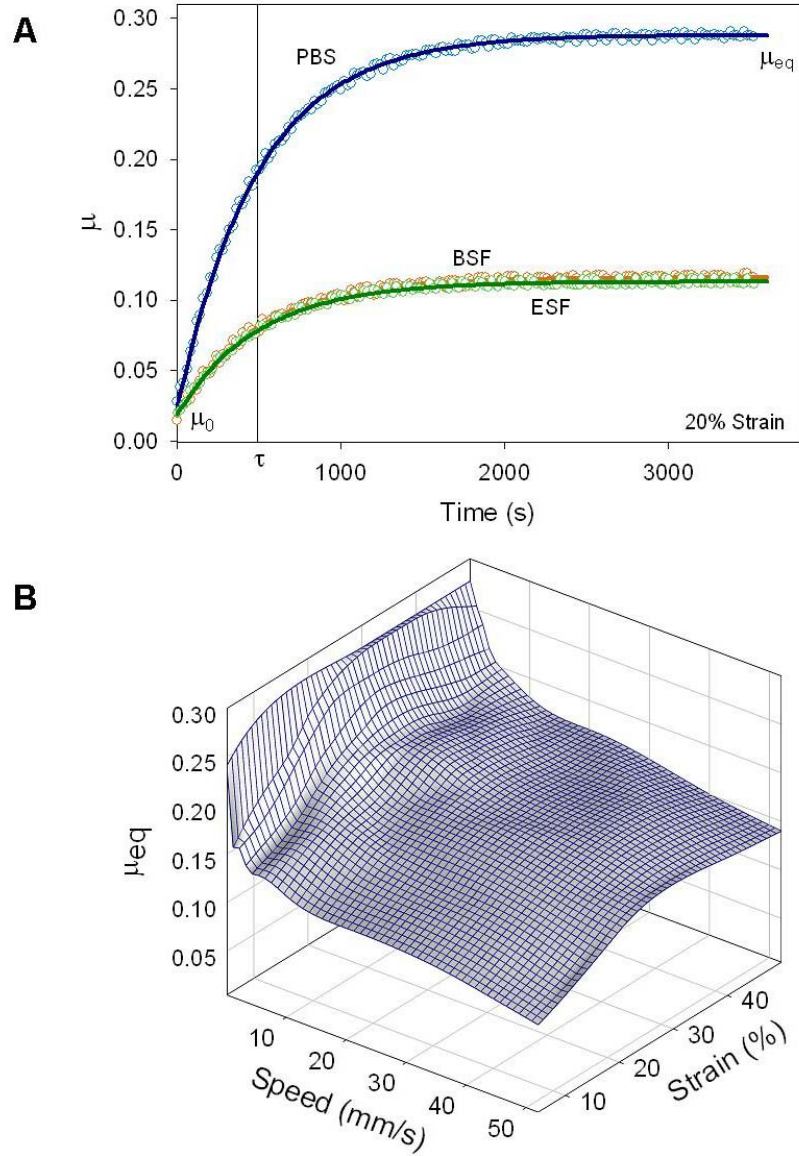 A
0.30
PBS
μeq
0.25
0.20
μ
0.15
BSF
0.10
ESF
0.05
μ0
20% Strain
0.00
0 τ 1000 2000 3000
Time (s)
B
0.30
0.25
0.20
μeq
0.15
0.10
0.05
10 20 30 40 50
Speed (mm/s)
10 20 30 40
Strain (%)